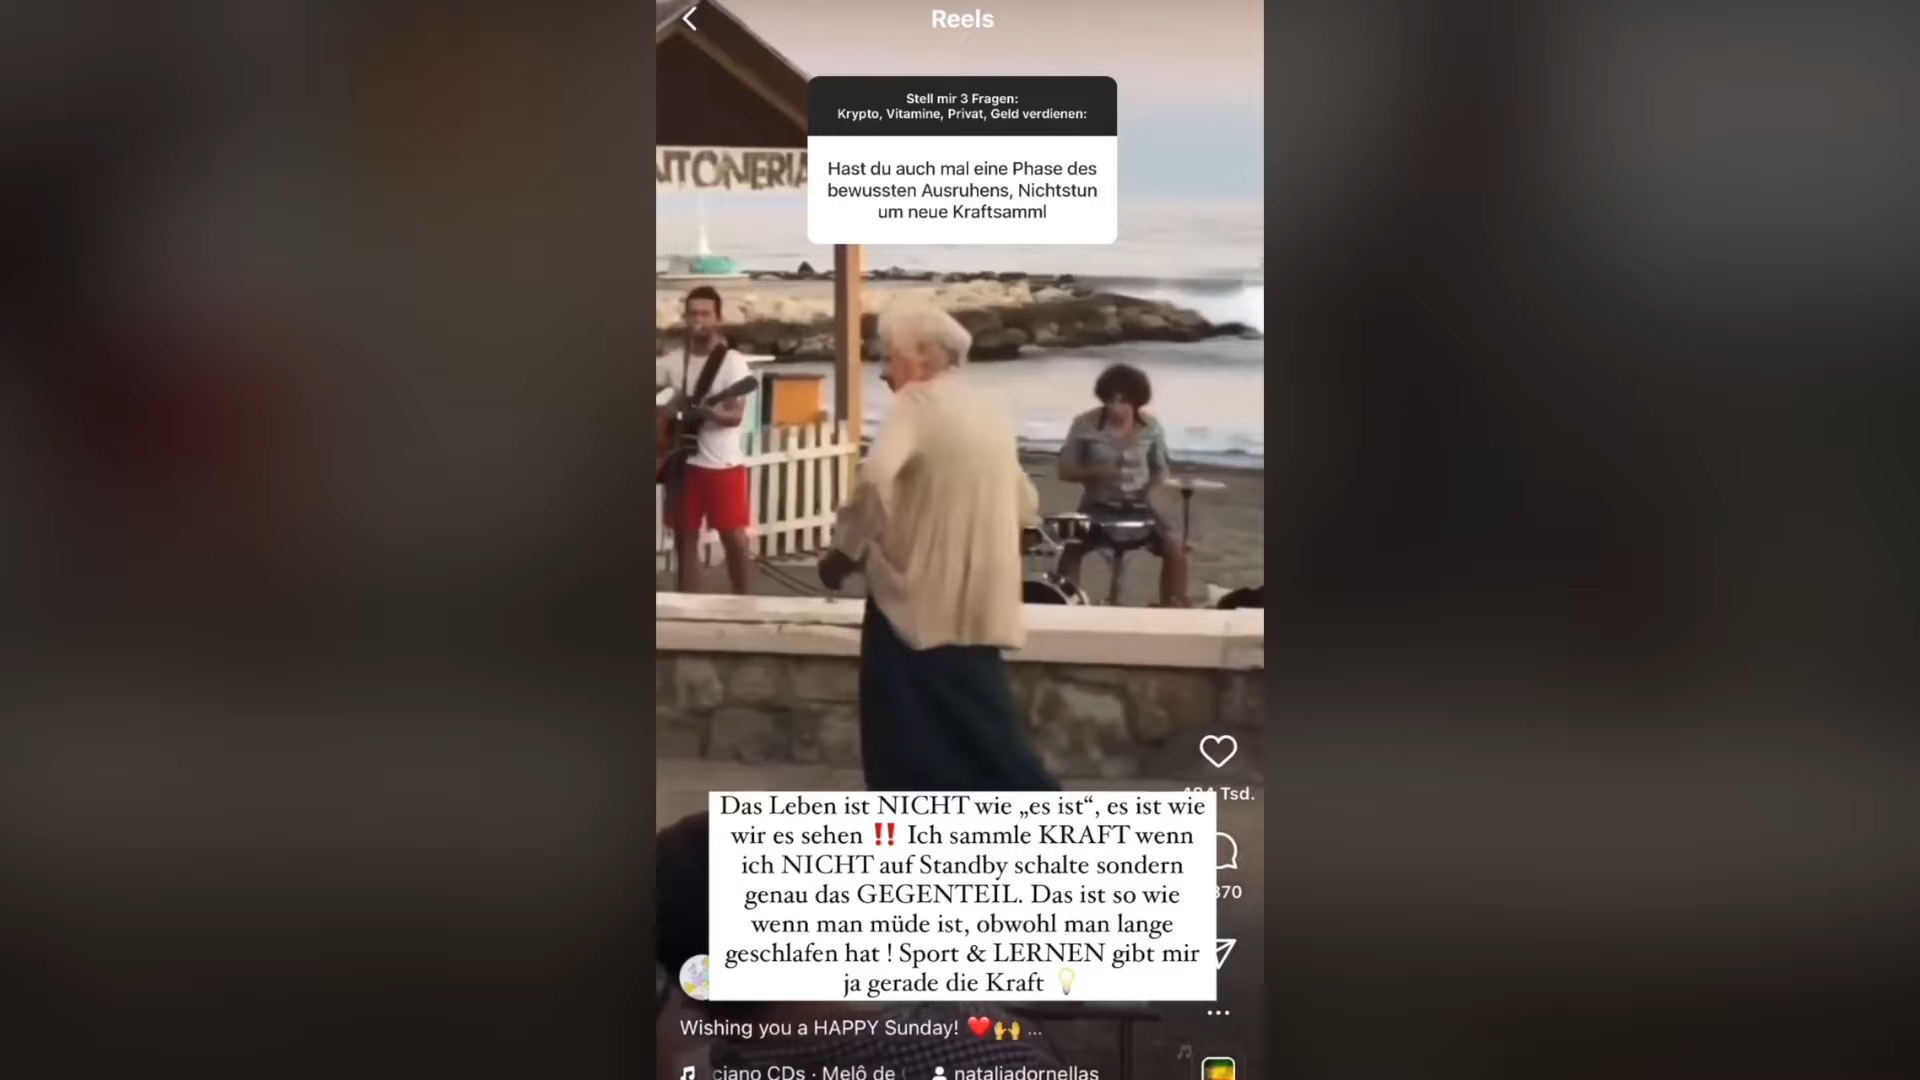 Reels
Stell mir 3 Fragen:
Krypto, Vitamine, Privat, Geld verdienen:
Hast du auch mal eine Phase des
bewussten Ausruhens, Nichtstun
um neue Kraftsamml
Tsd.
Das Leben ist NICHT wie „es ist“, es ist wie
wir es sehen ‼️ Ich sammle KRAFT wenn
ich NICHT auf Standby schalte sondern
genau das GEGENTEIL. Das ist so wie
wenn man müde ist, obwohl man lange
geschlafen hat ! Sport & LERNEN gibt mir
ja gerade die Kraft 💡
Wishing you a HAPPY Sunday! ❤️🙌 ...
ciano CDs · Melô de
nataliadornellas